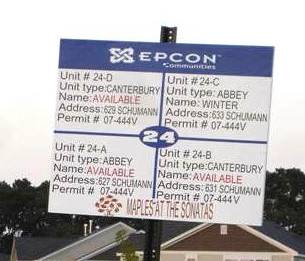 EPCON
Communities
Unit # 24-D
Unit type:CANTERBURY
Name:AVAILABLE
Address:629 SCHUMANN
Permit # 07-444V
Unit # 24-C
Unit type: ABBEY
Name:
WINTER
Address:633 SCHUMANN
Permit # 07-444V
24
Unit # 24-A
Unit type: ABBEY
Name:
AVAILABLE
Address:627 SCHUMANN
Permit # 07-444V
Unit # 24-B
Unit type:CANTERBURY
Name:AVAILABLE
Address: 631 SCHUMANN
Permit # 07-444V
MAPLES AT THE SONATAS